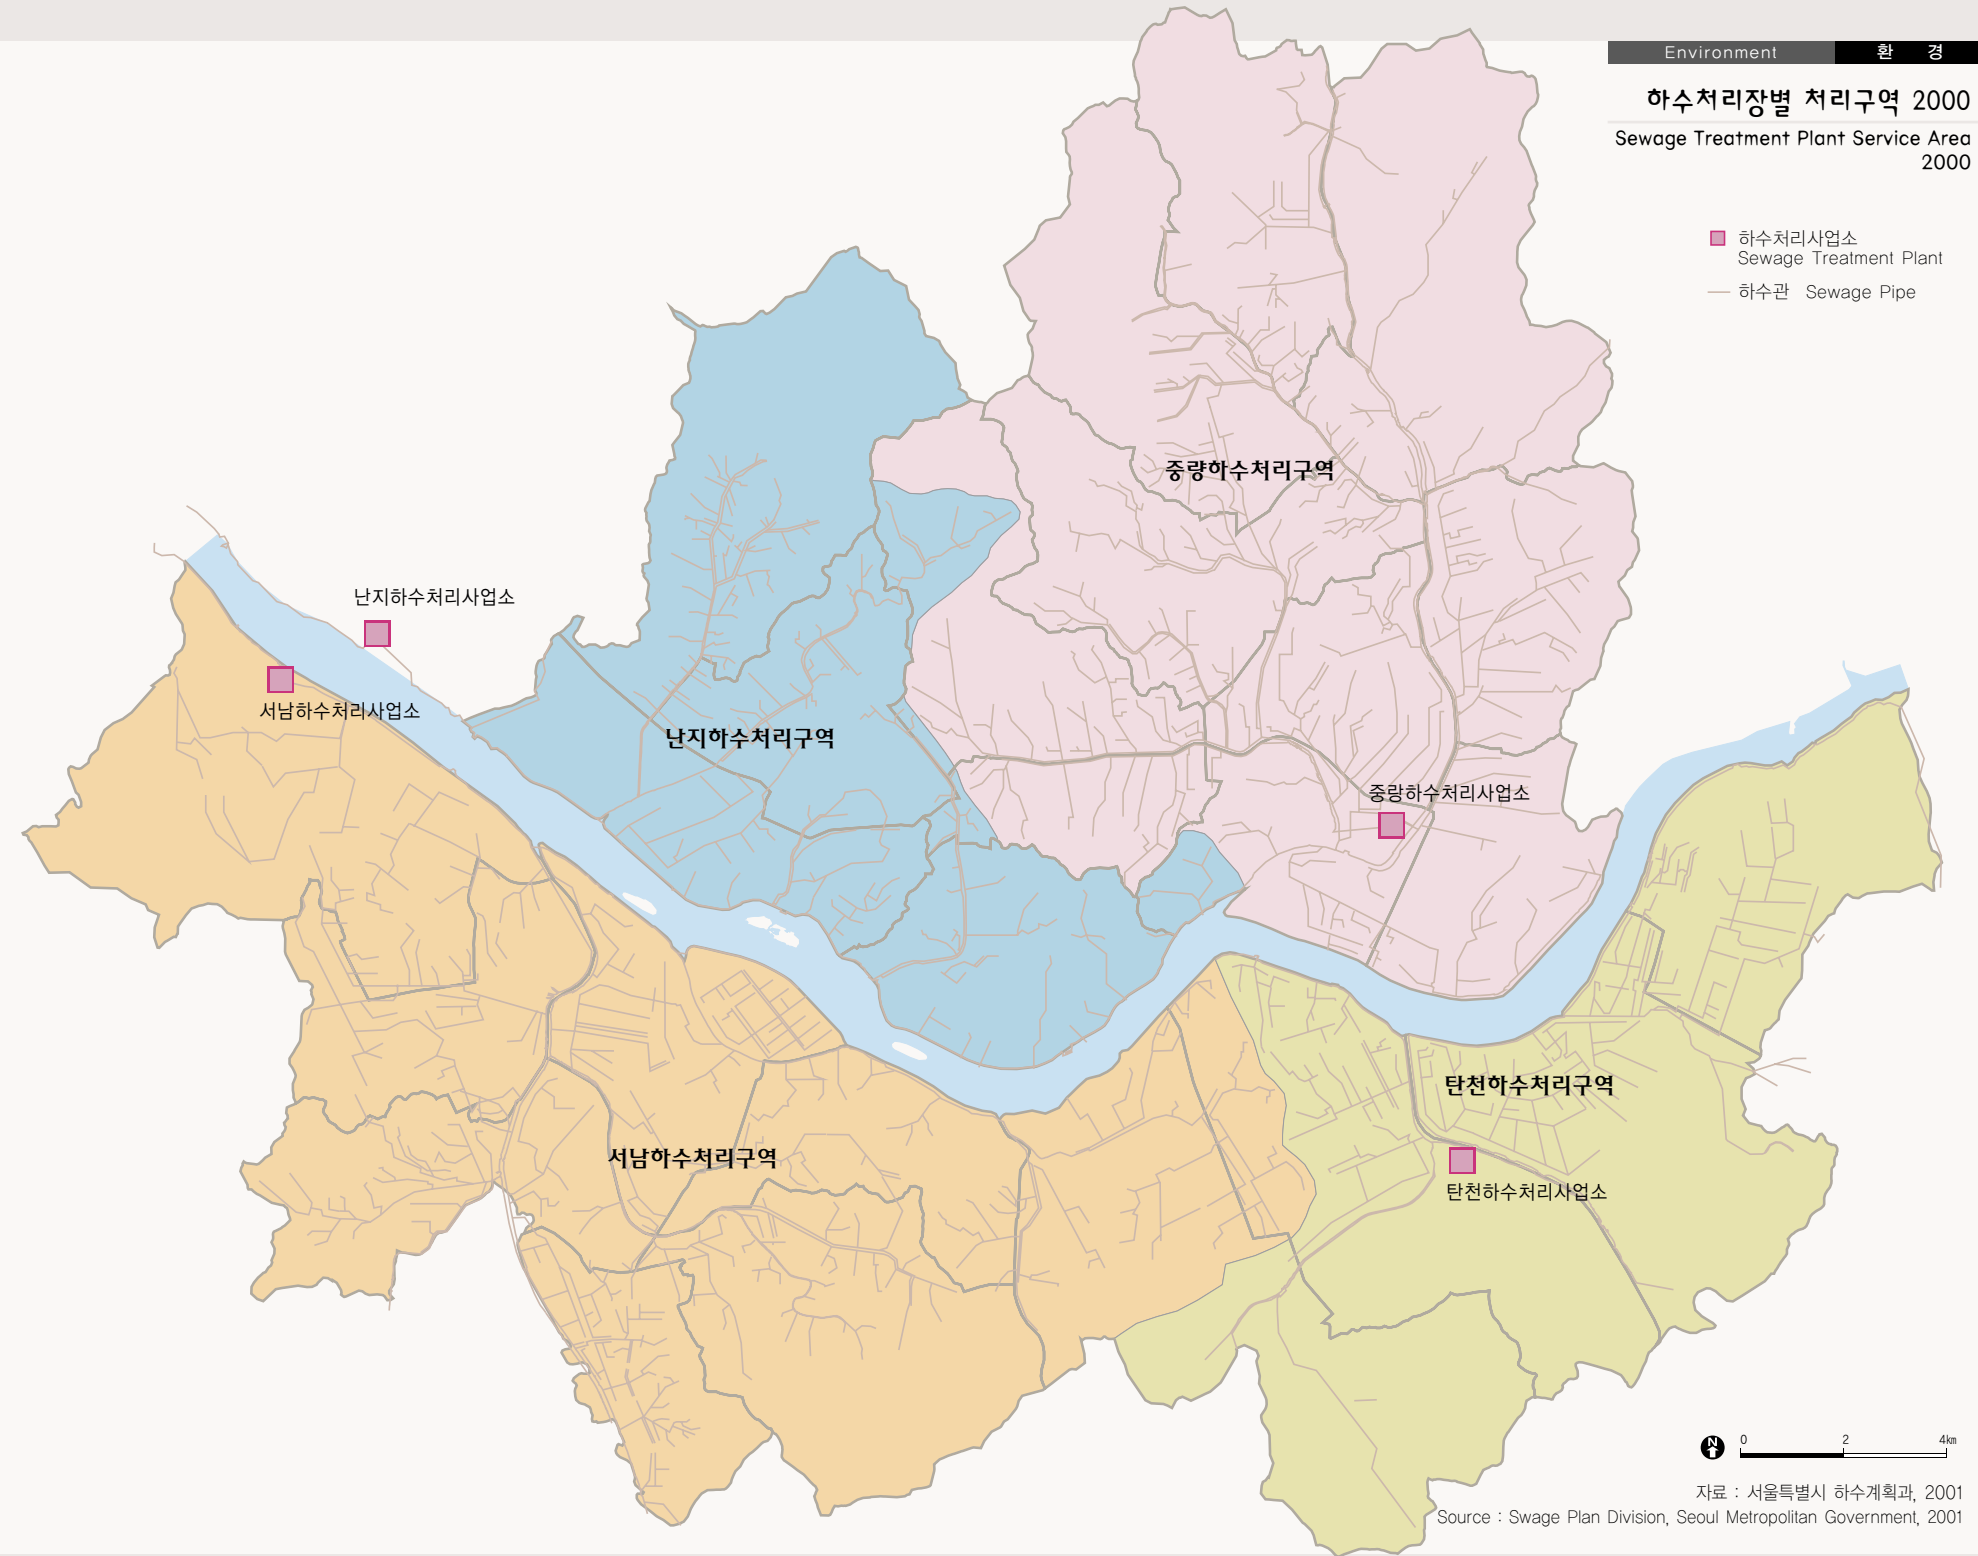 Environment 환 경
하수처리장별 처리구역 2000
Sewage Treatment Plant Service Area
2000
하수처리사업소
Sewage Treatment Plant
하수관 Sewage Pipe
중랑하수처리구역
난지하수처리사업소
서남하수처리사업소
난지하수처리구역
중랑하수처리사업소
탄천하수처리구역
서남하수처리구역
탄천하수처리사업소
N
0 2 4km
자료 : 서울특별시 하수계획과, 2001
Source : Swage Plan Division, Seoul Metropolitan Government, 2001